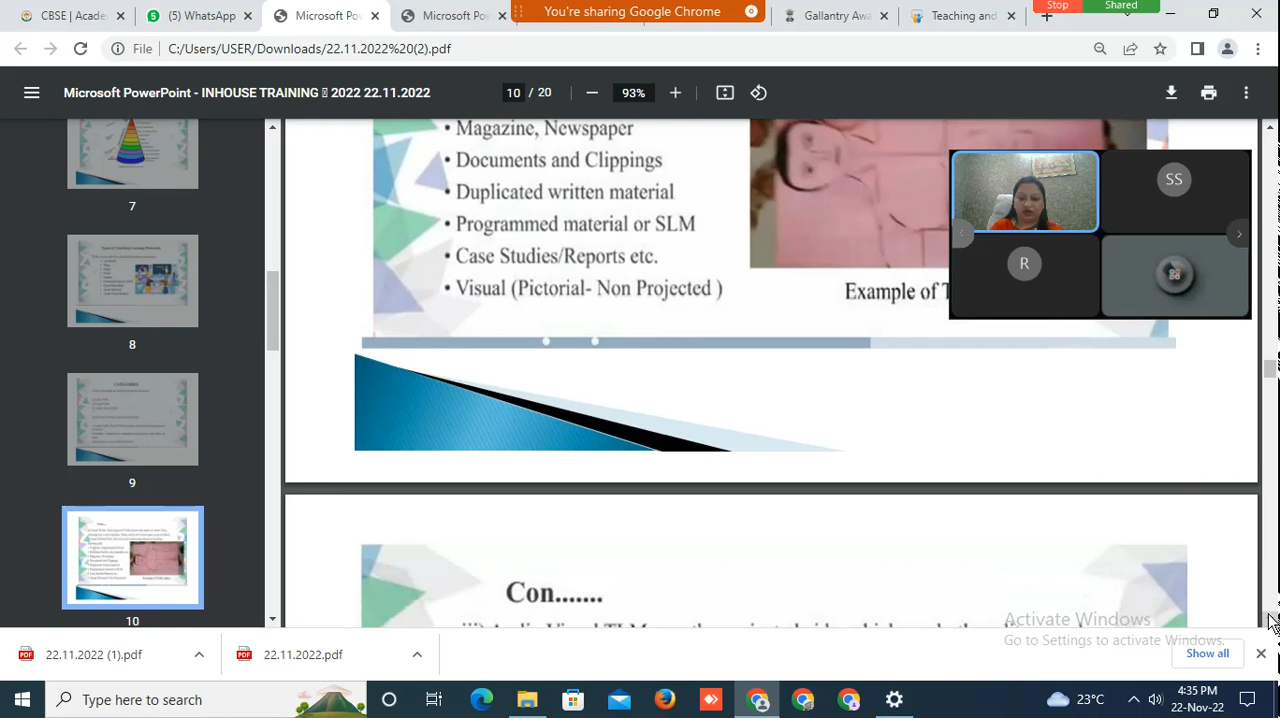 CBSE | Acade
(5) WhatsApp
Microsoft Po
Microsoft Po
You're sharing Google Chrome
Gallantry Awa
Teaching and
Stop
Shared
File
C:/Users/USER/Downloads/22.11.2022%20(2).pdf
Microsoft PowerPoint - INHOUSE TRAINING 2022 22.11.2022
10 / 20
93%
7
8
CATEGORIES
9
10
• Magazine, Newspaper
• Documents and Clippings
• Duplicated written material
• Programmed material or SLM
• Case Studies/Reports etc.
• Visual (Pictorial- Non Projected )
Example of T
SS
R
Con.......
Activate Windows
Go to Settings to activate Windows.
22.11.2022 (1).pdf
22.11.2022.pdf
Show all
Type here to search
23°C
4:35 PM
22-Nov-22